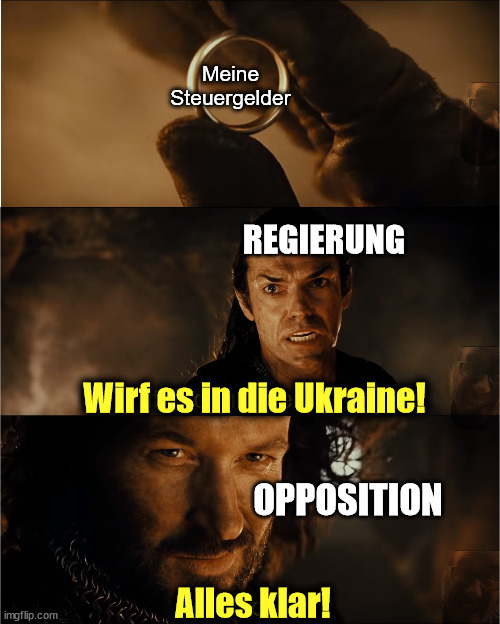 Meine
Steuergelder
REGIERUNG
Wirf es in die Ukraine!
OPPOSITION
Alles klar!
imgflip.com